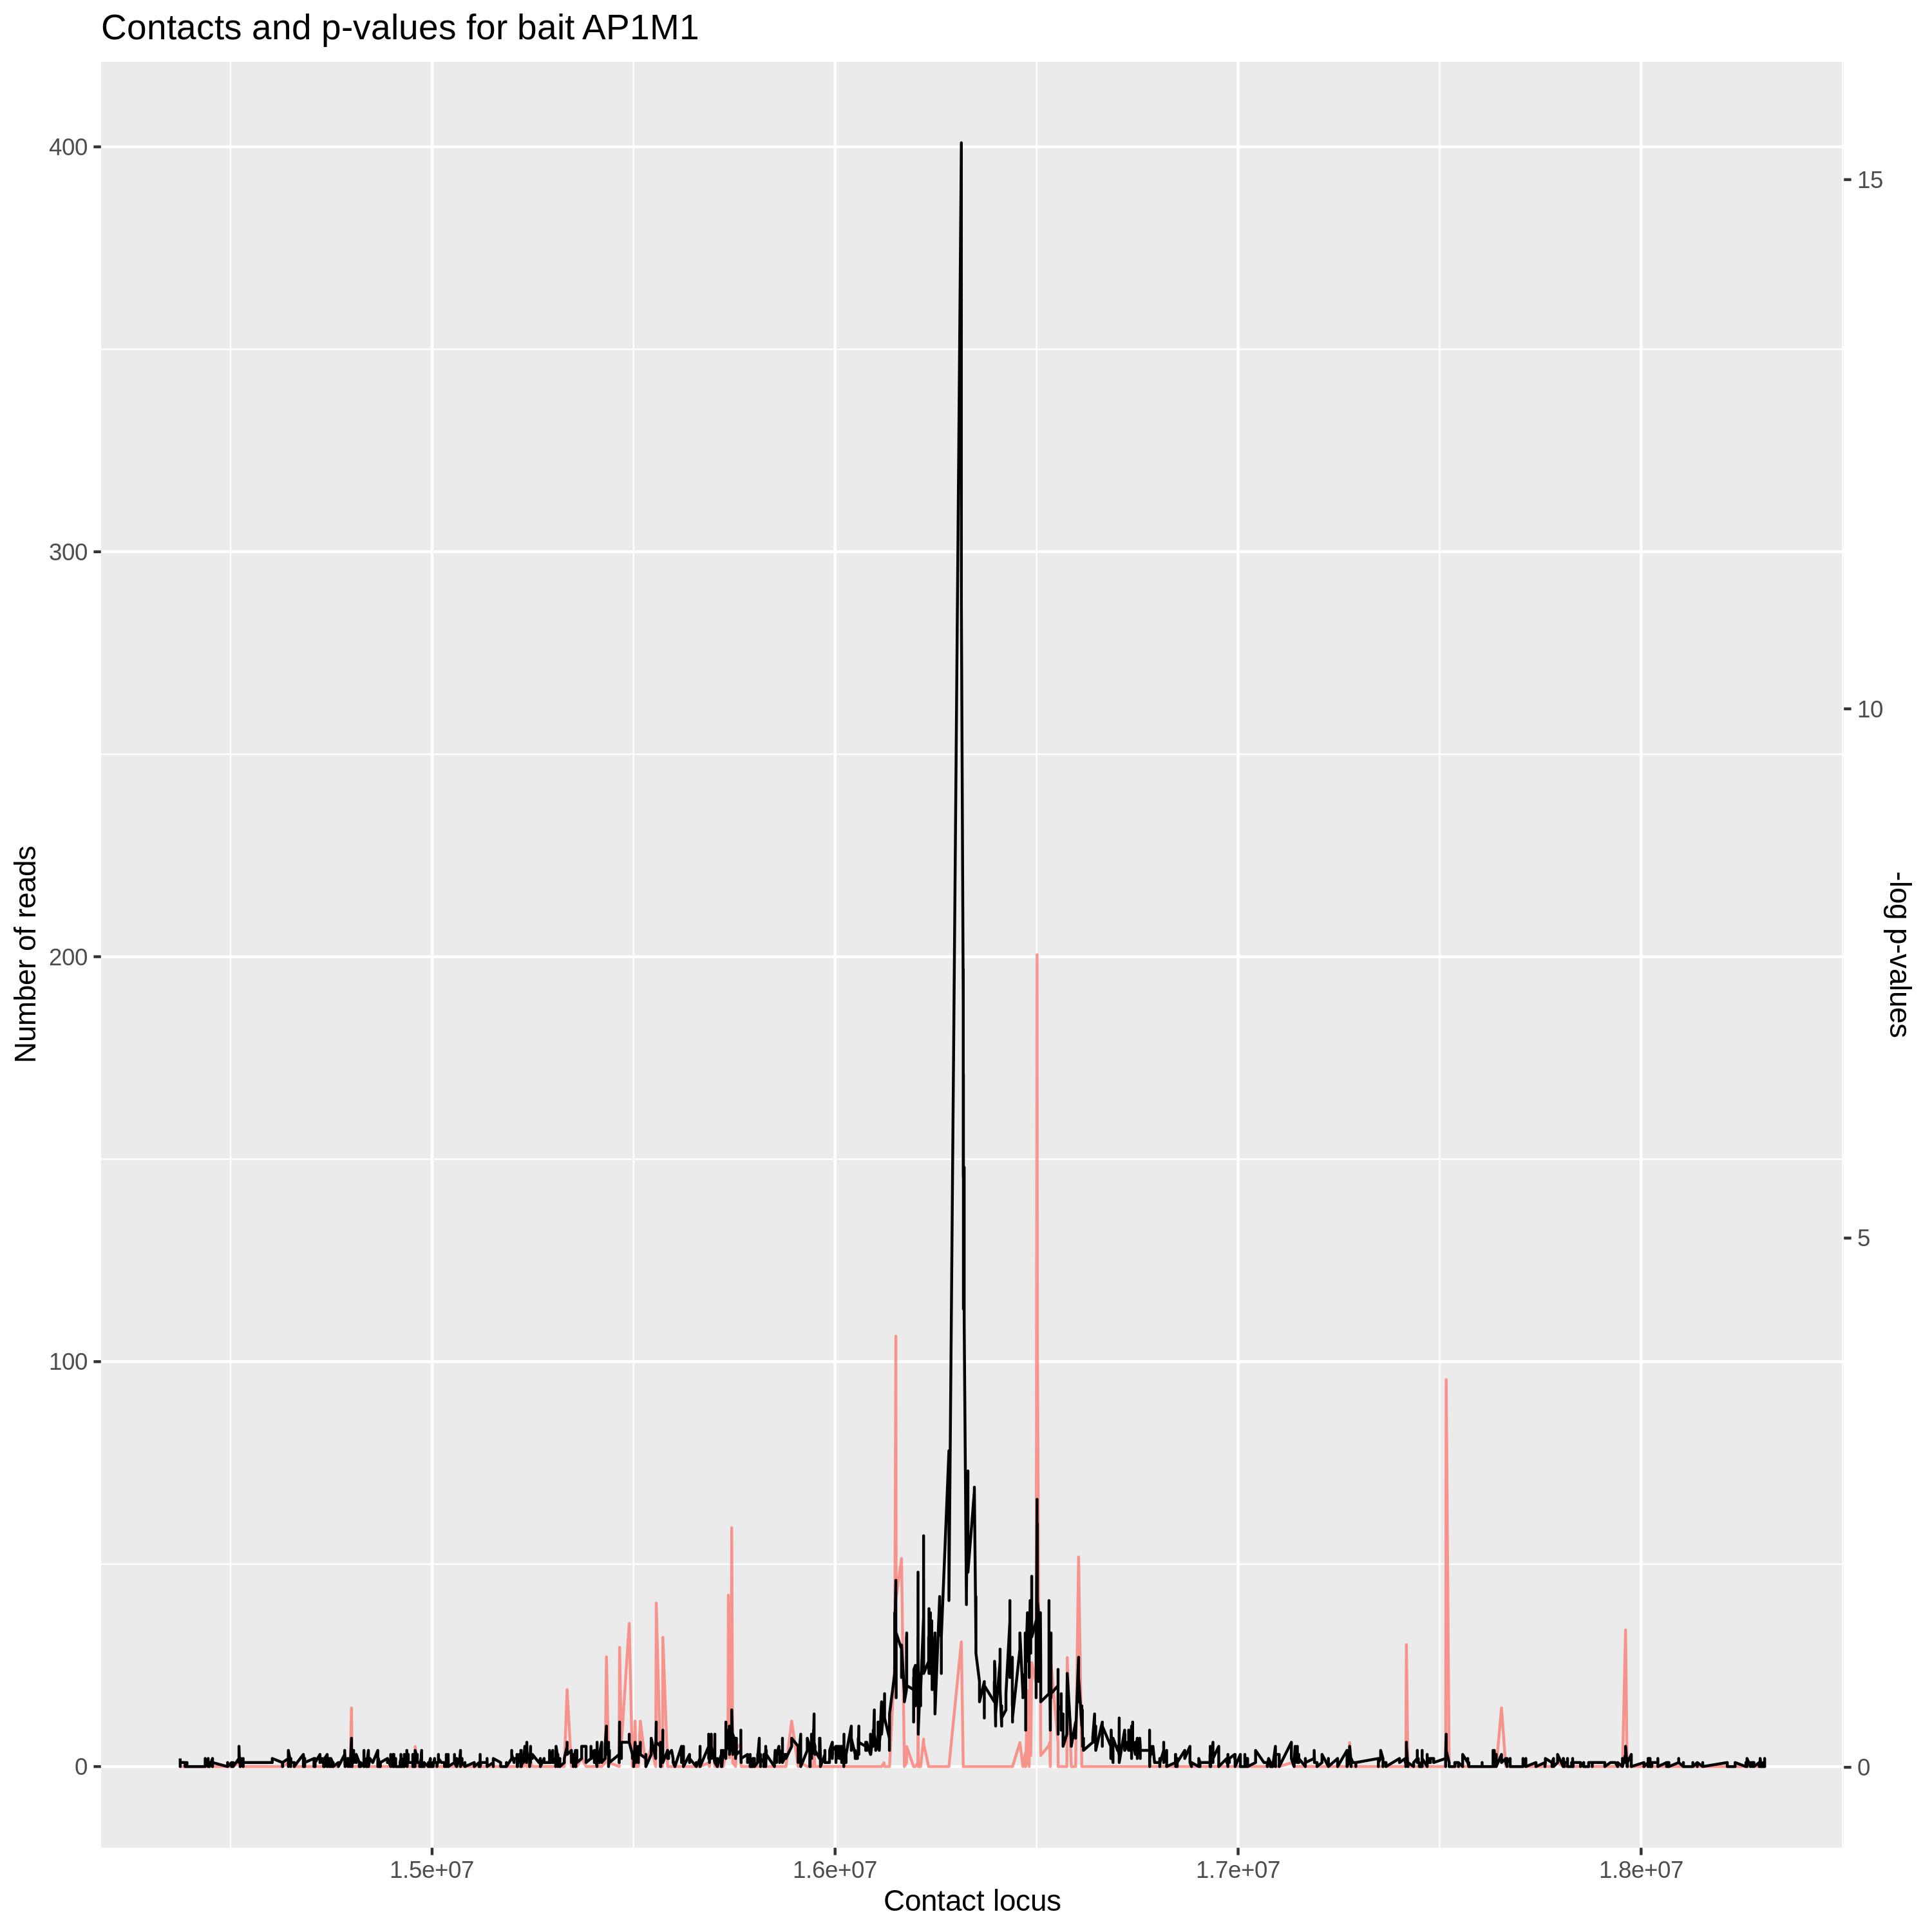 Contacts and p-values for bait AP1M1
400
300
200
100
0
Number of reads
15
10
5
0
-log p-values
1.5e+07
1.6e+07
1.7e+07
1.8e+07
Contact locus